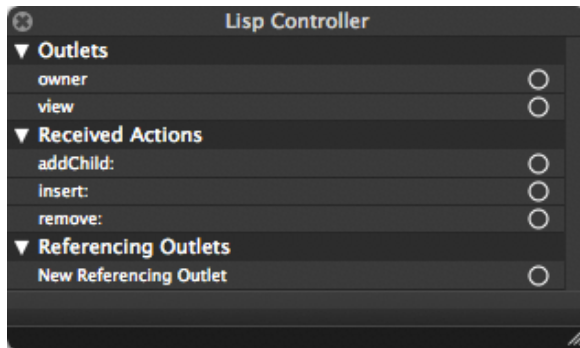 Lisp Controller
Outlets
owner
view
Received Actions
addChild:
insert:
remove:
Referencing Outlets
New Referencing Outlet